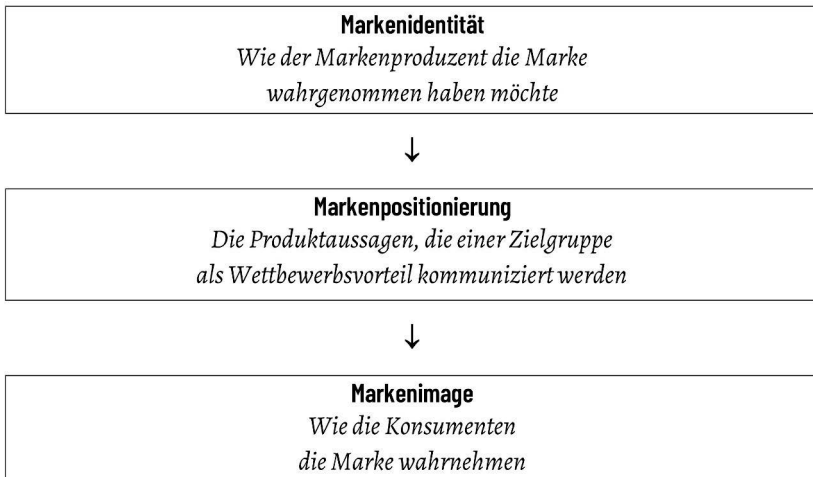 Markenidentität
Wie der Markenproduzent die Marke
wahrgenommen haben möchte
↓
Markenpositionierung
Die Produktaussagen, die einer Zielgruppe
als Wettbewerbsvorteil kommuniziert werden
↓
Markenimage
Wie die Konsumenten
die Marke wahrnehmen